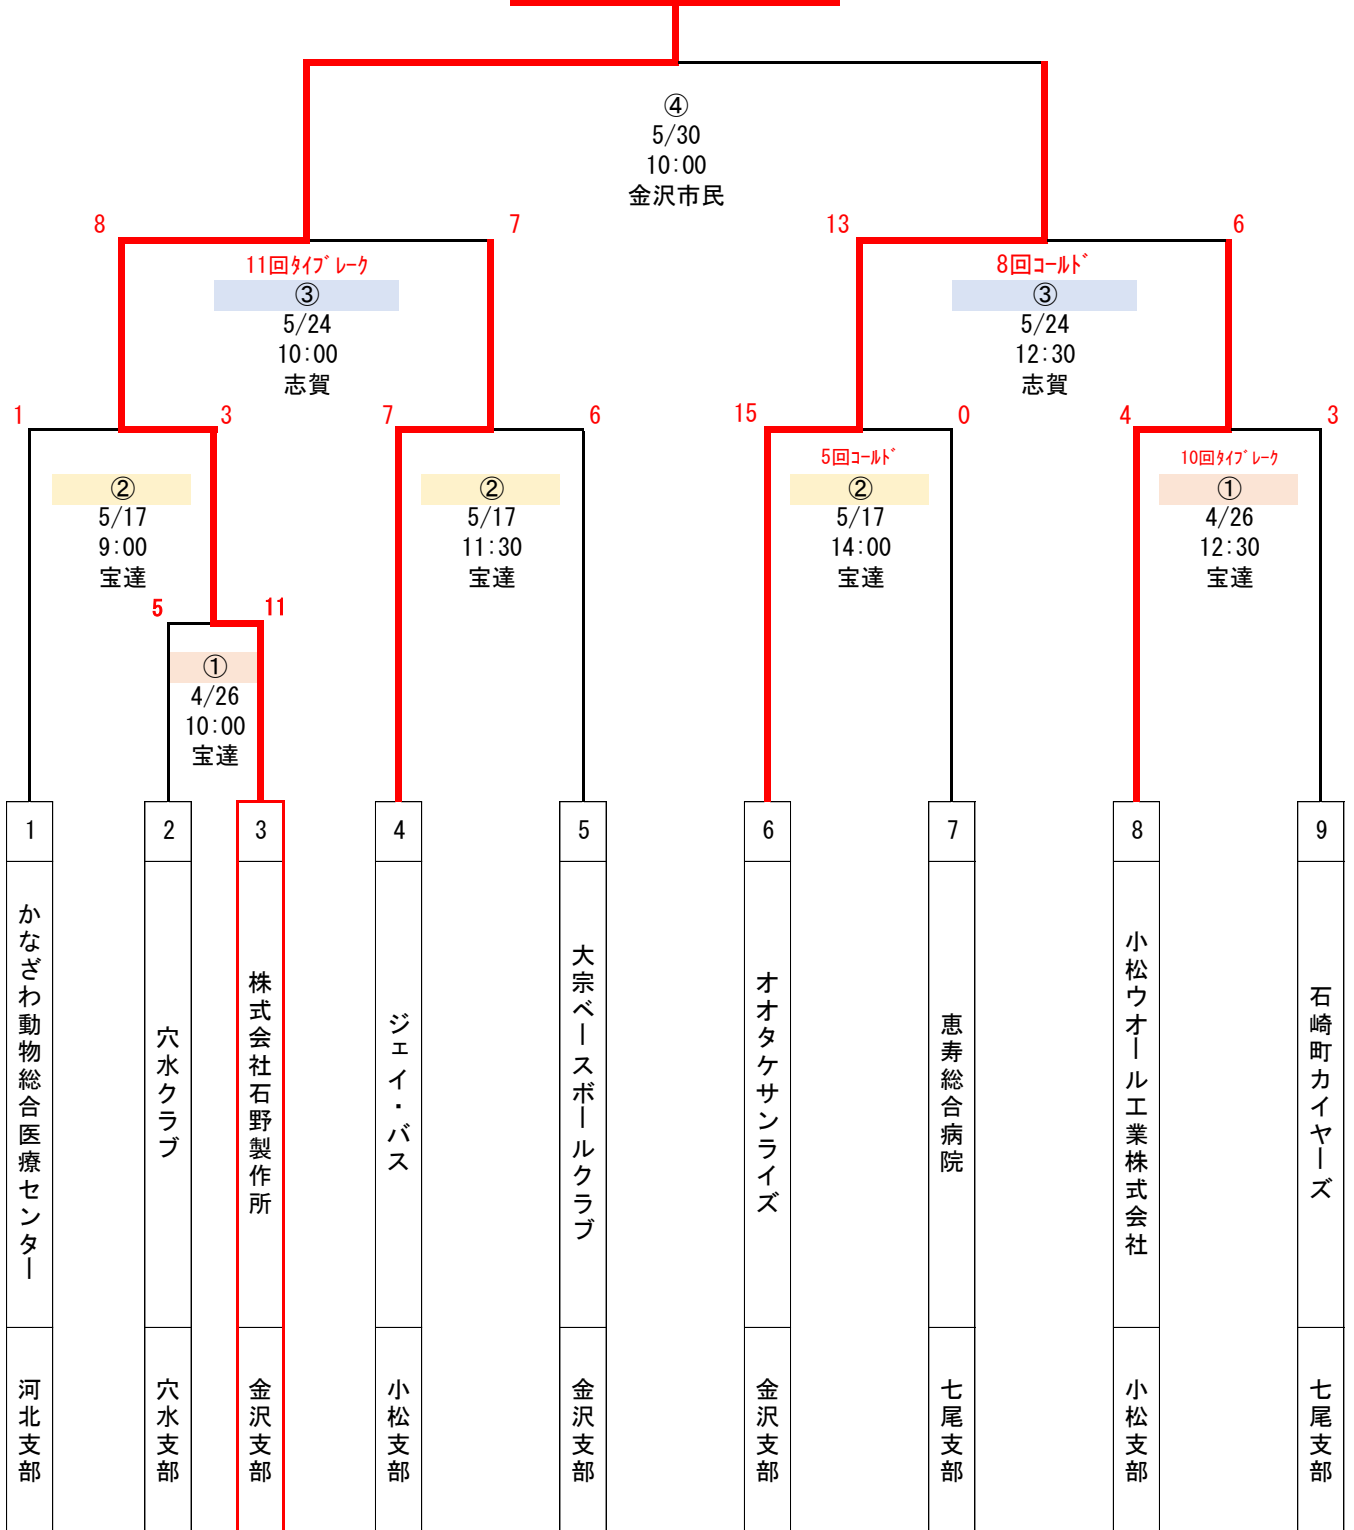 ④
5/30
10:00
金沢市民
8
7
13
6
11回ﾀｲﾌﾞﾚｰｸ
③
5/24
10:00
志賀
8回ｺｰﾙﾄﾞ
③
5/24
12:30
志賀
1
3
7
6
15
0
4
3
②
5/17
9:00
宝達
②
5/17
11:30
宝達
5回ｺｰﾙﾄﾞ
②
5/17
14:00
宝達
10回ﾀｲﾌﾞﾚｰｸ
①
4/26
12:30
宝達
5
11
①
4/26
10:00
宝達
1
かなざわ動物総合医療センター
河北支部
2
穴水クラブ
穴水支部
3
株式会社石野製作所
金沢支部
4
ジェイ・バス
小松支部
5
大宗ベースボールクラブ
金沢支部
6
オオタケサンライズ
金沢支部
7
恵寿総合病院
七尾支部
8
小松ウオール工業株式会社
小松支部
9
石崎町カイヤーズ
七尾支部